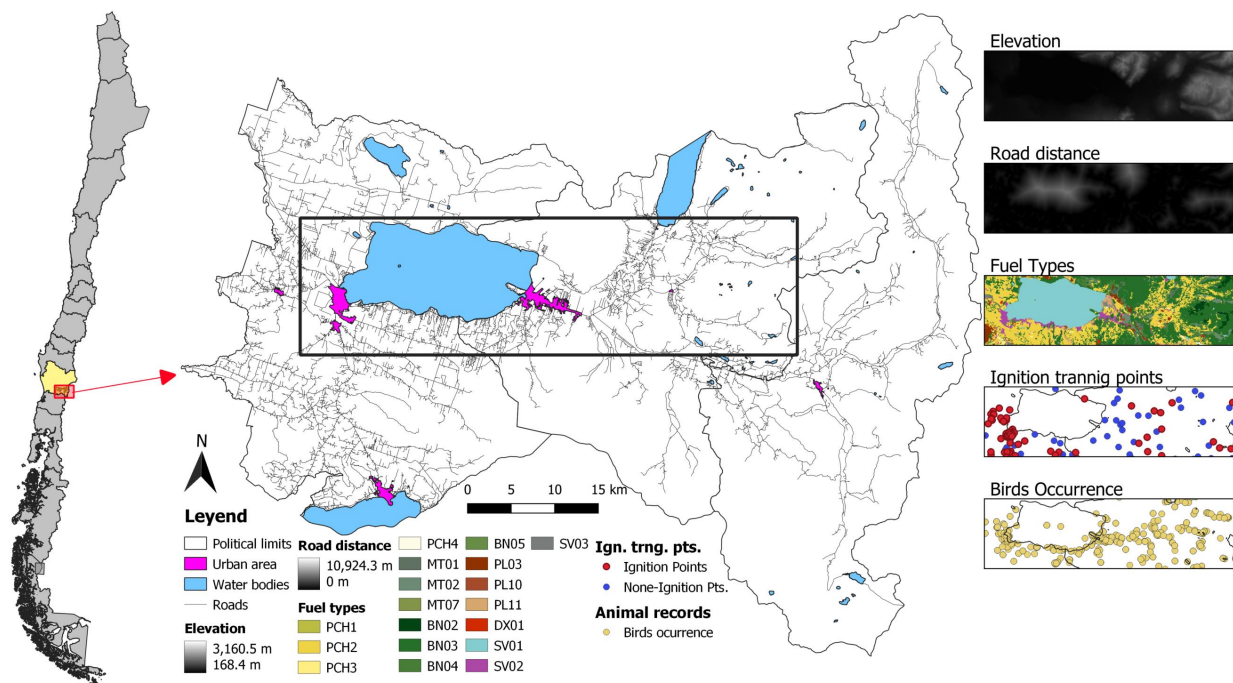 Elevation
Road distance
Fuel Types
Ignition trannig points
Birds Occurrence
N
0 5 10 15 km
Leyend
Political limits
Urban area
Water bodies
Roads
Elevation
3,160.5 m
168.4 m
Road distance
10,924.3 m
0 m
Fuel types
PCH1
PCH2
PCH3
PCH4
MT01
MT02
MT07
BN02
BN03
BN04
BN05
PL03
PL10
PL11
DX01
SV01
SV02
SV03
Ign. trng. pts.
Ignition Points
None-Ignition Pts.
Animal records
Birds ocurrence